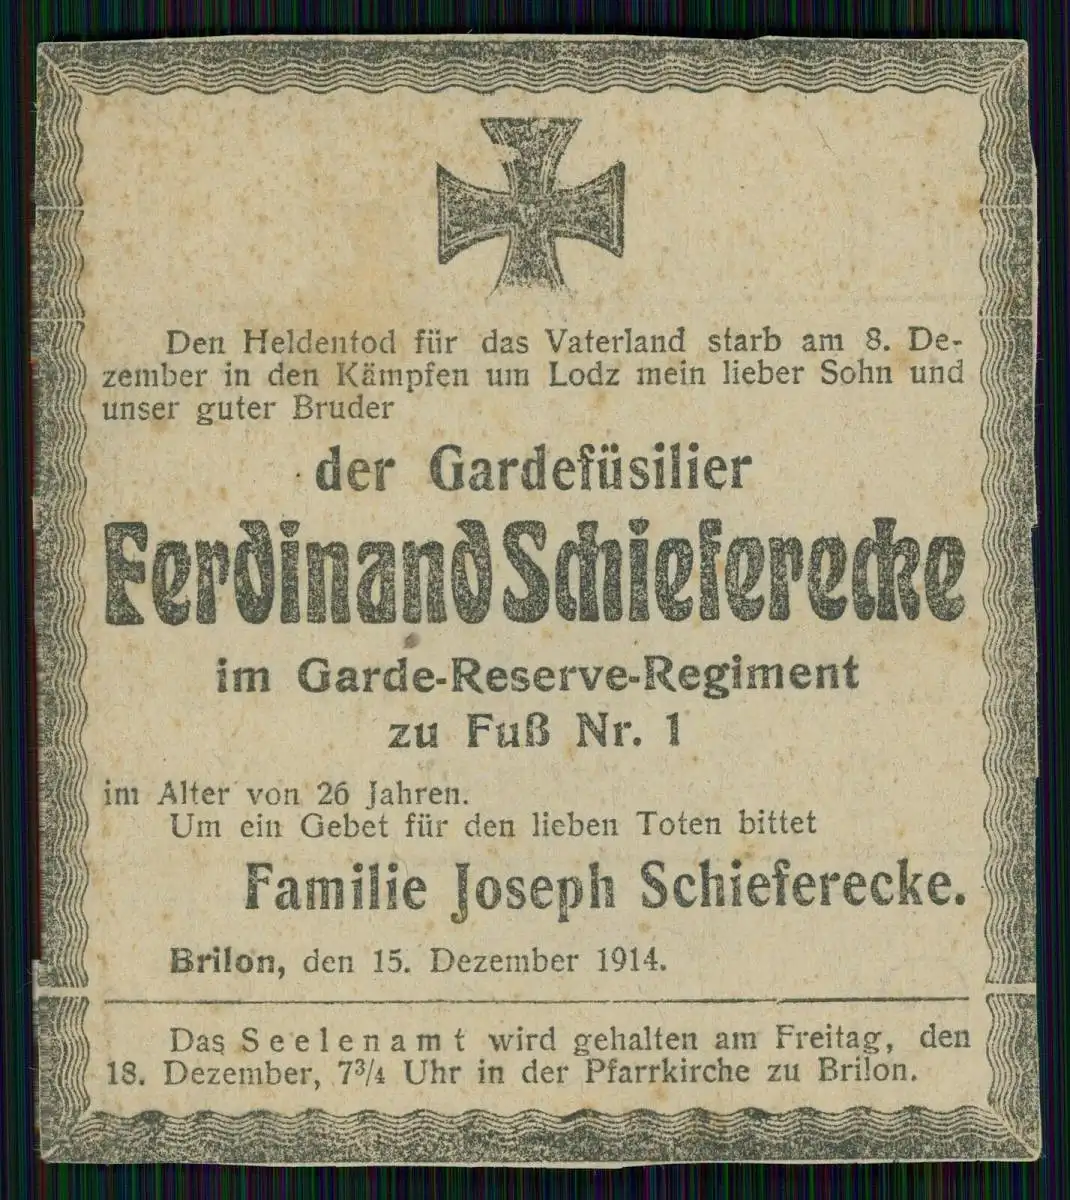 Den Heldentod für das Vaterland starb am 8. De-
zember in den Kämpfen um Lodz mein lieber Sohn und
unser guter Bruder
der Gardefüsilier
Ferdinand Schieferecke
im Garde-Reserve-Regiment
zu Fuß Nr. 1
im Alter von 26 Jahren.
Um ein Gebet für den lieben Toten bittet
Familie Joseph Schieferecke.
Brilon, den 15. Dezember 1914.
Das Seelenamt wird gehalten am Freitag, den
18. Dezember, 7¾ Uhr in der Pfarrkirche zu Brilon.